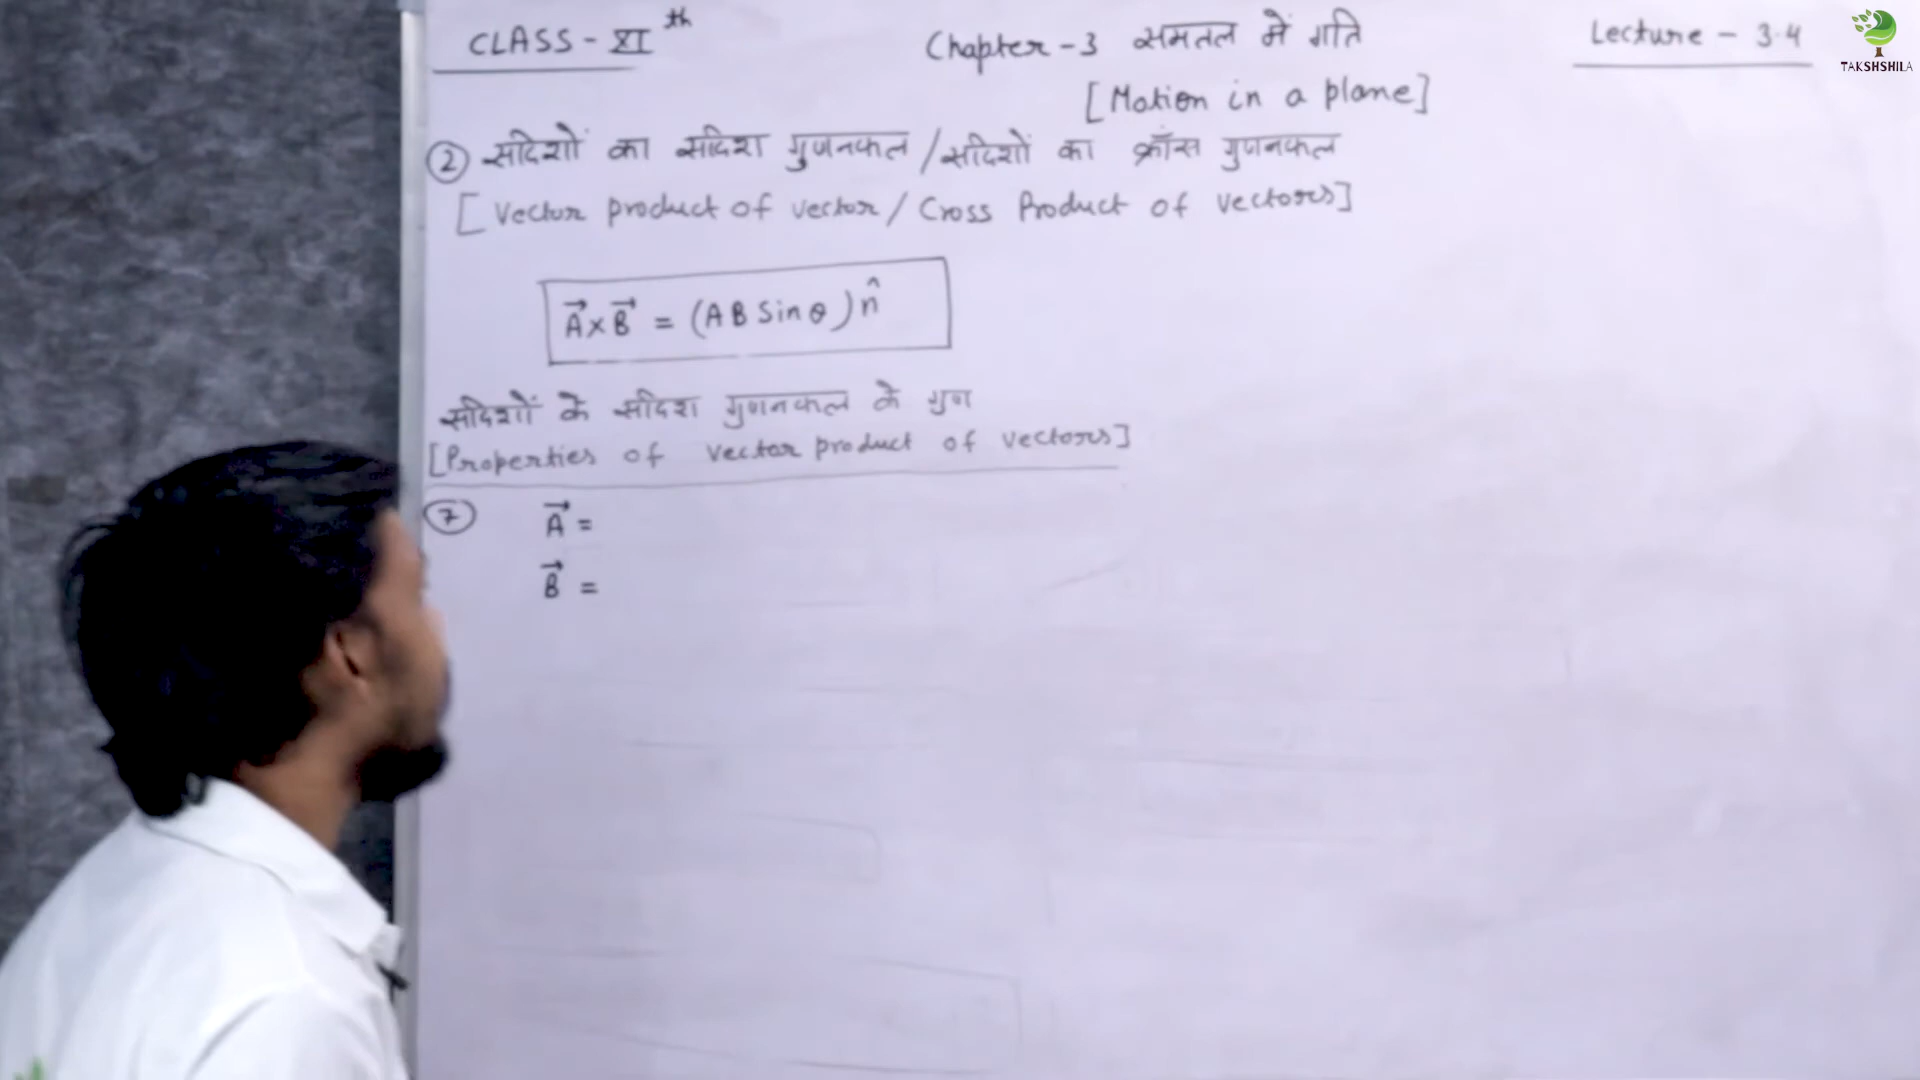 CLASS - XI th
Chapter - 3 समतल में गति
Lecture - 3.4
TAKSHSHILA
[Motion in a plane]
② सदिशों का सदिश गुणनफल / सदिशों का क्रॉस गुणनफल
[Vector product of vector / Cross Product of vectors]
A⃗ × B⃗ = (A B Sin θ) n̂
सदिशों के सदिश गुणनफल के गुण
[Properties of vector product of vectors]
⑦ A⃗ =
B⃗ =